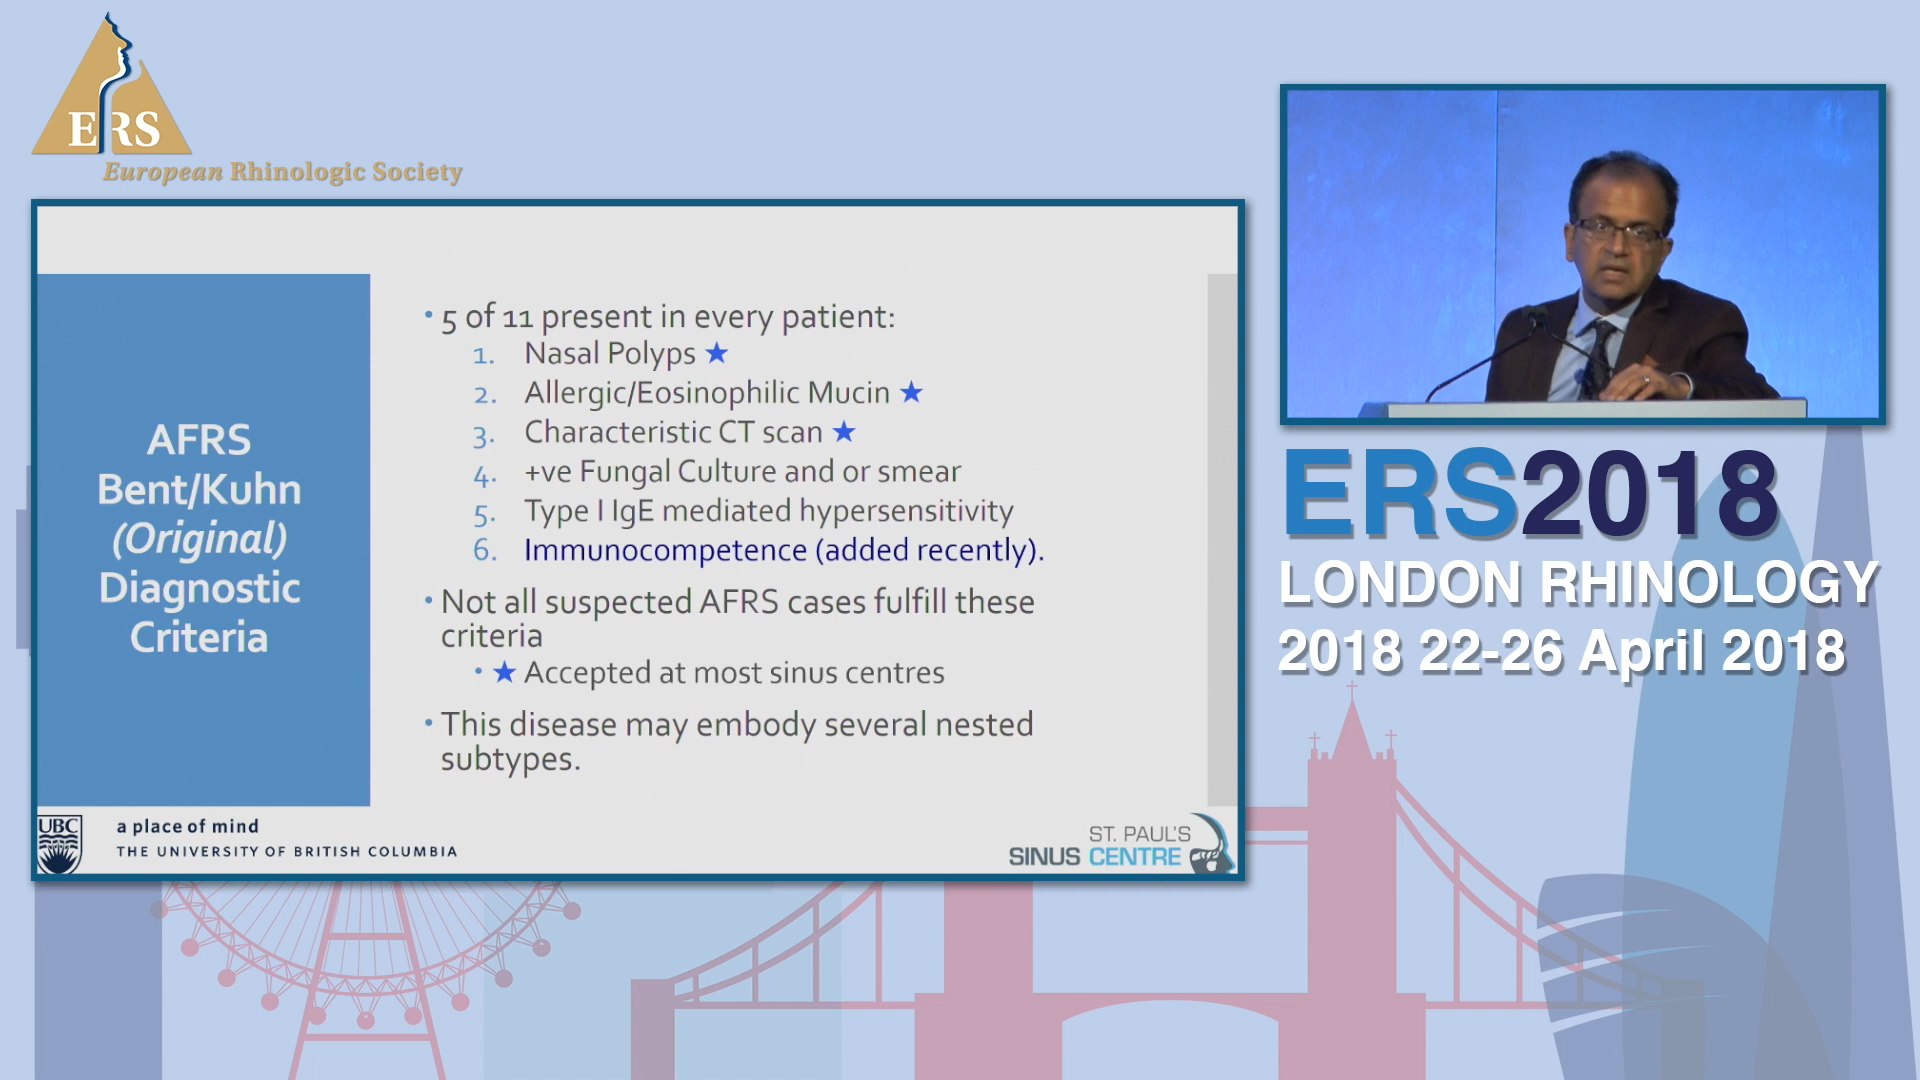 ERS
European Rhinologic Society
AFRS
Bent/Kuhn
(Original)
Diagnostic
Criteria
• 5 of 11 present in every patient:
1. Nasal Polyps ★
2. Allergic/Eosinophilic Mucin ★
3. Characteristic CT scan ★
4. +ve Fungal Culture and or smear
5. Type I IgE mediated hypersensitivity
6. Immunocompetence (added recently).
• Not all suspected AFRS cases fulfill these
criteria
• ★ Accepted at most sinus centres
• This disease may embody several nested
subtypes.
UBC
a place of mind
THE UNIVERSITY OF BRITISH COLUMBIA
ST. PAUL'S
SINUS CENTRE
ERS2018
LONDON RHINOLOGY
2018 22-26 April 2018